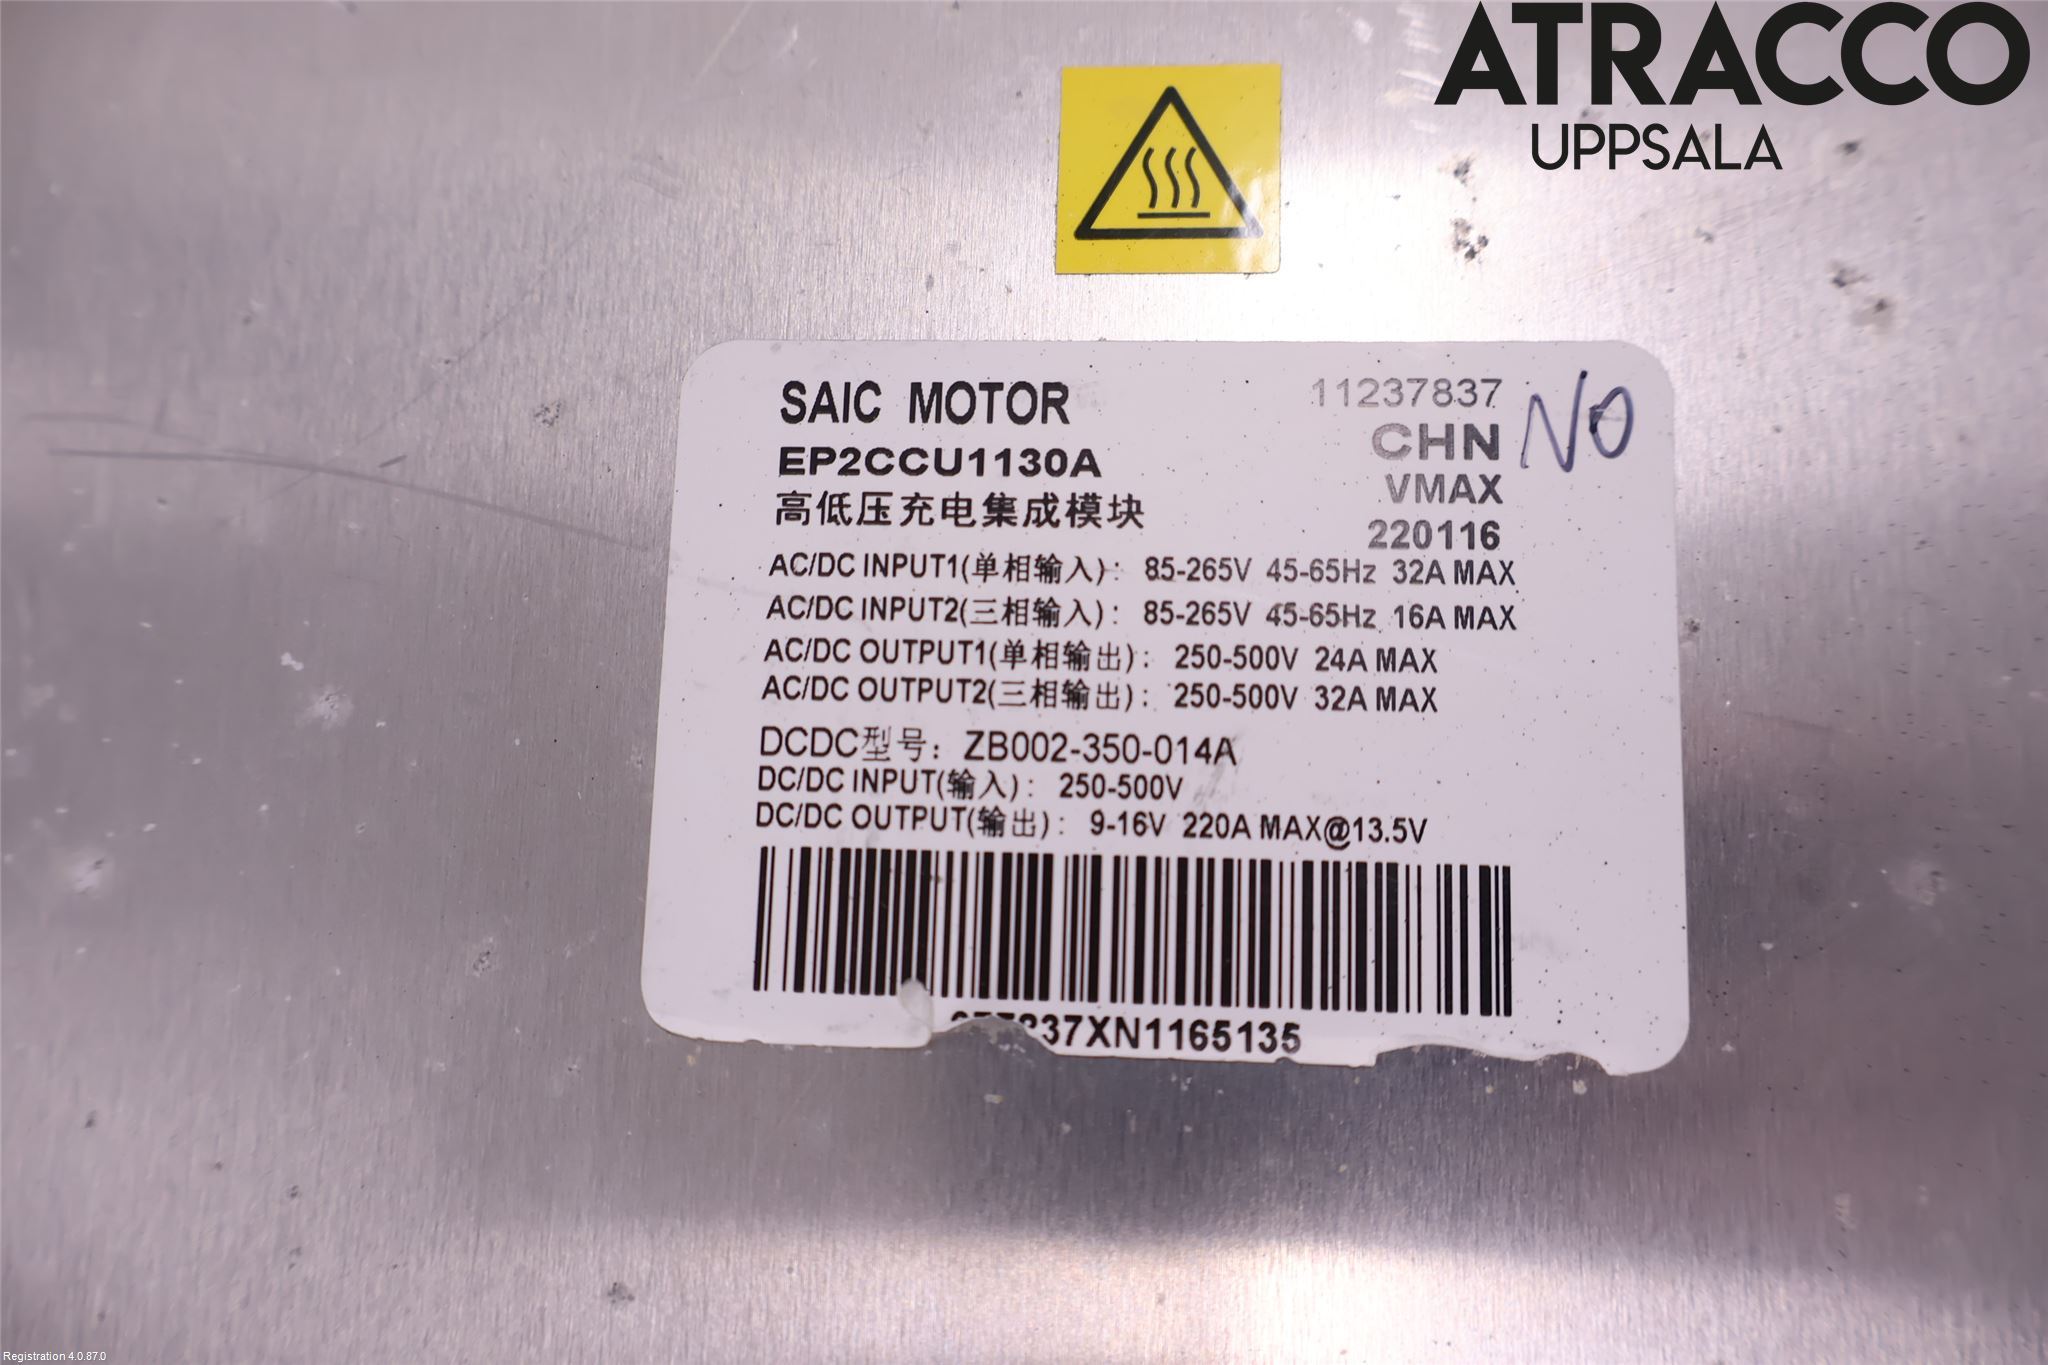 ATRACCO
UPPSALA
SAIC MOTOR
11237837
NO
EP2CCU1130A
CHN
高低压充电集成模块
VMAX
220116
AC/DC INPUT1(单相输入): 85-265V 45-65Hz 32A MAX
AC/DC INPUT2(三相输入): 85-265V 45-65Hz 16A MAX
AC/DC OUTPUT1(单相输出): 250-500V 24A MAX
AC/DC OUTPUT2(三相输出): 250-500V 32A MAX
DCDC型号: ZB002-350-014A
DC/DC INPUT(输入): 250-500V
DC/DC OUTPUT(输出): 9-16V 220A MAX@13.5V
37XN1165135
Registration 4.0.87.0